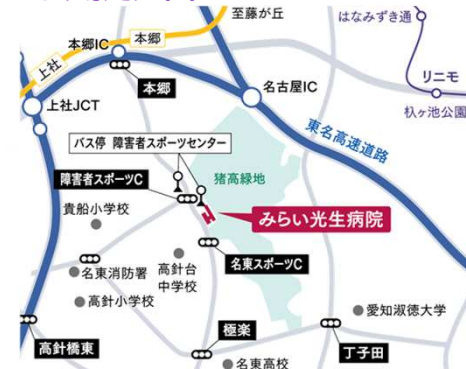 至藤が丘
はなみずき通
本郷IC
本郷
上社
本郷
リニモ
名古屋IC
杁ヶ池公園
上社JCT
東名高速道路
バス停 障害者スポーツセンター
障害者スポーツC
猪高緑地
貴船小学校
みらい光生病院
名東スポーツC
名東消防署
高針台
中学校
高針小学校
愛知淑徳大学
高針橋東
極楽
丁子田
名東高校